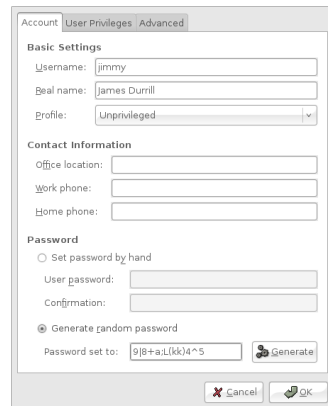 Account User Privileges Advanced
Basic Settings
Username: jimmy
Real name: James Durrill
Profile: Unprivileged
Contact Information
Office location:
Work phone:
Home phone:
Password
Set password by hand
User password:
Confirmation:
Generate random password
Password set to: 9|8+a;L(kk)4^5 Generate
Cancel OK